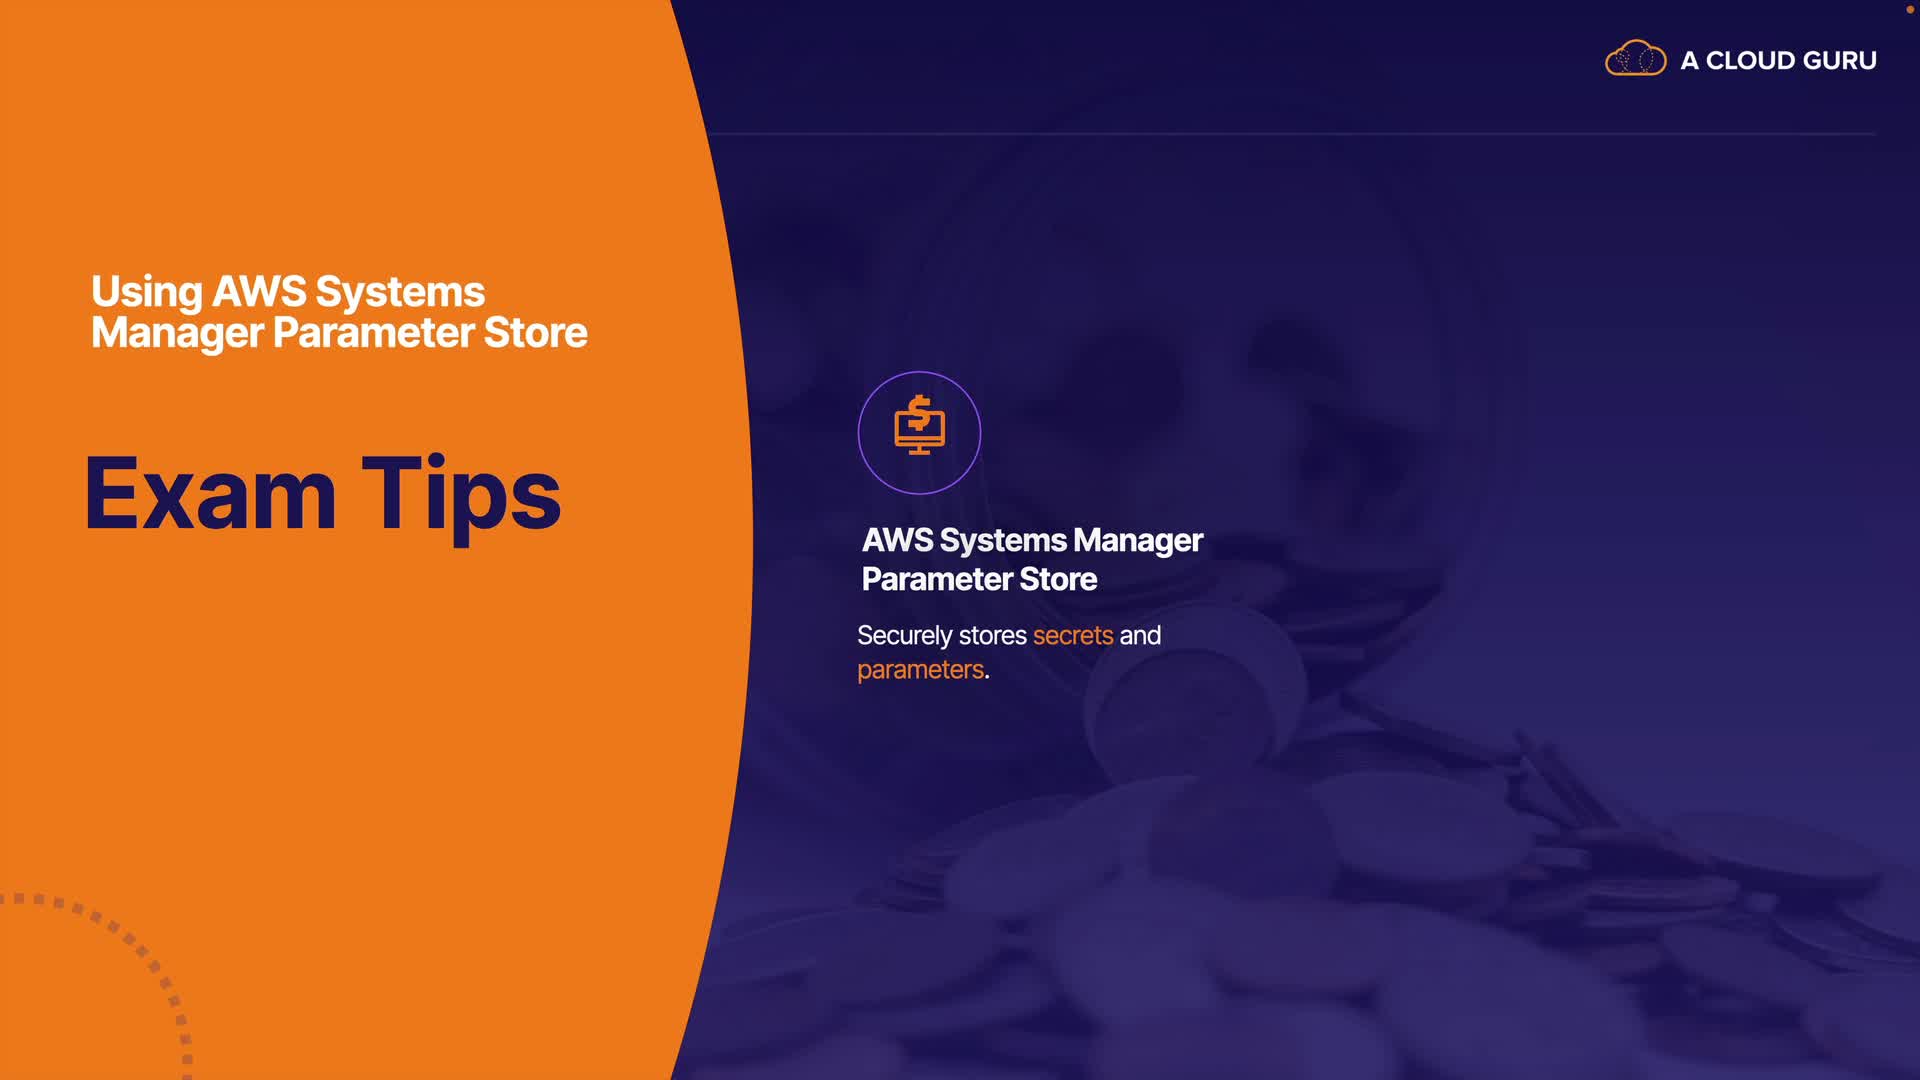 A CLOUD GURU
Using AWS Systems
Manager Parameter Store
Exam Tips
AWS Systems Manager
Parameter Store
Securely stores secrets and
parameters.